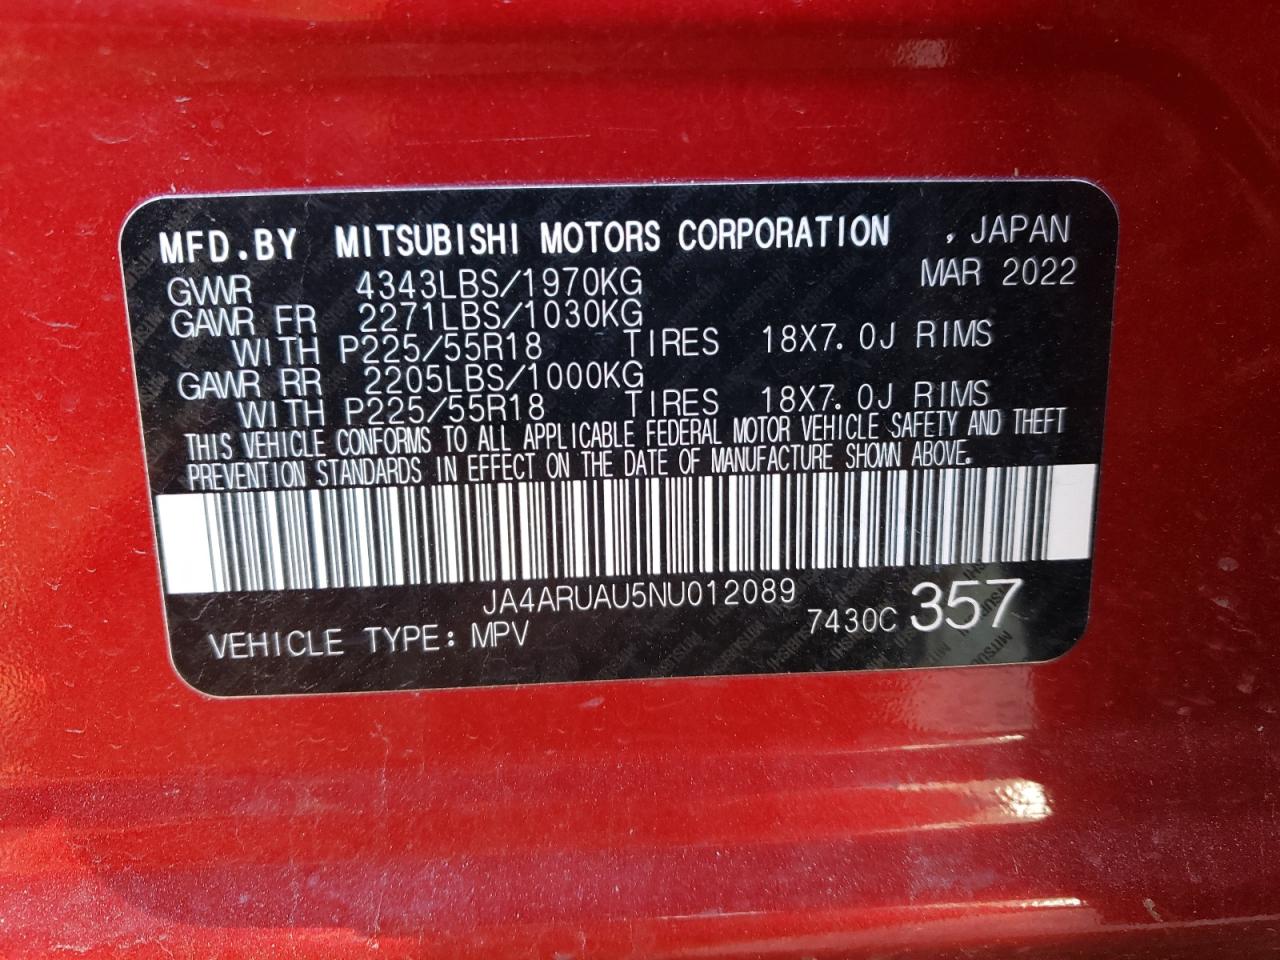 MFD.BY MITSUBISHI MOTORS CORPORATION , JAPAN
GVWR 4343LBS/1970KG MAR 2022
GAWR FR 2271LBS/1030KG
WITH P225/55R18 TIRES 18X7.0J RIMS
GAWR RR 2205LBS/1000KG
WITH P225/55R18 TIRES 18X7.0J RIMS
THIS VEHICLE CONFORMS TO ALL APPLICABLE FEDERAL MOTOR VEHICLE SAFETY AND THEFT
PREVENTION STANDARDS IN EFFECT ON THE DATE OF MANUFACTURE SHOWN ABOVE.
JA4ARUAU5NU012089
VEHICLE TYPE: MPV 7430C 357